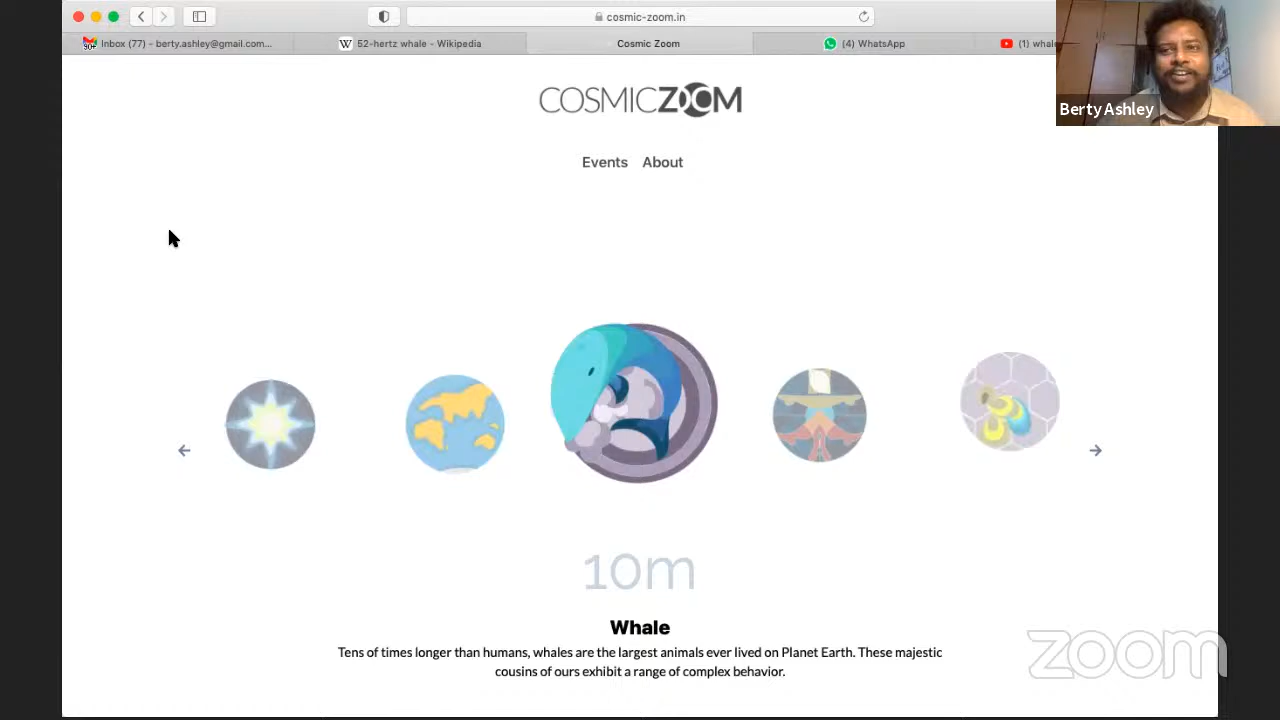 cosmic-zoom.in
Inbox (77) - berty.ashley@gmail.com...
W 52-hertz whale - Wikipedia
Cosmic Zoom
(4) WhatsApp
(1) whale
Berty Ashley
COSMICZOOM
Events About
10m
Whale
Tens of times longer than humans, whales are the largest animals ever lived on Planet Earth. These majestic
cousins of ours exhibit a range of complex behavior.
zoom